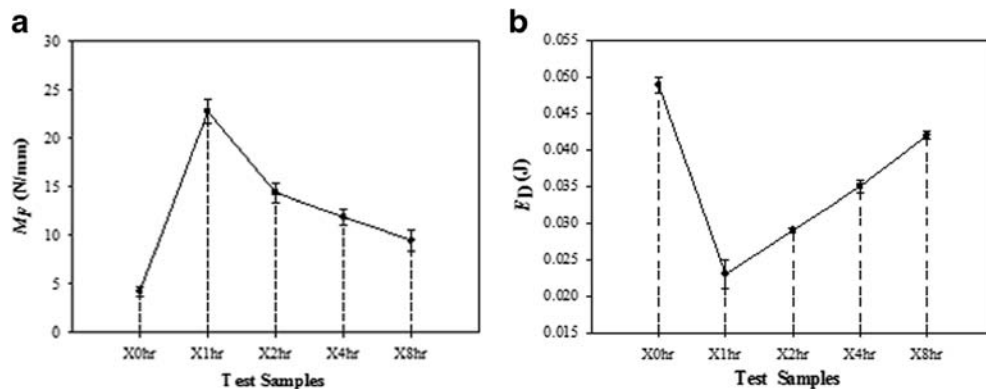 a
30
25
20
15
10
5
0
M_F (N/mm)
X0hr X1hr X2hr X4hr X8hr
Test Samples
b
0.055
0.050
0.045
0.040
0.035
0.030
0.025
0.020
0.015
E_D (J)
X0hr X1hr X2hr X4hr X8hr
Test Samples